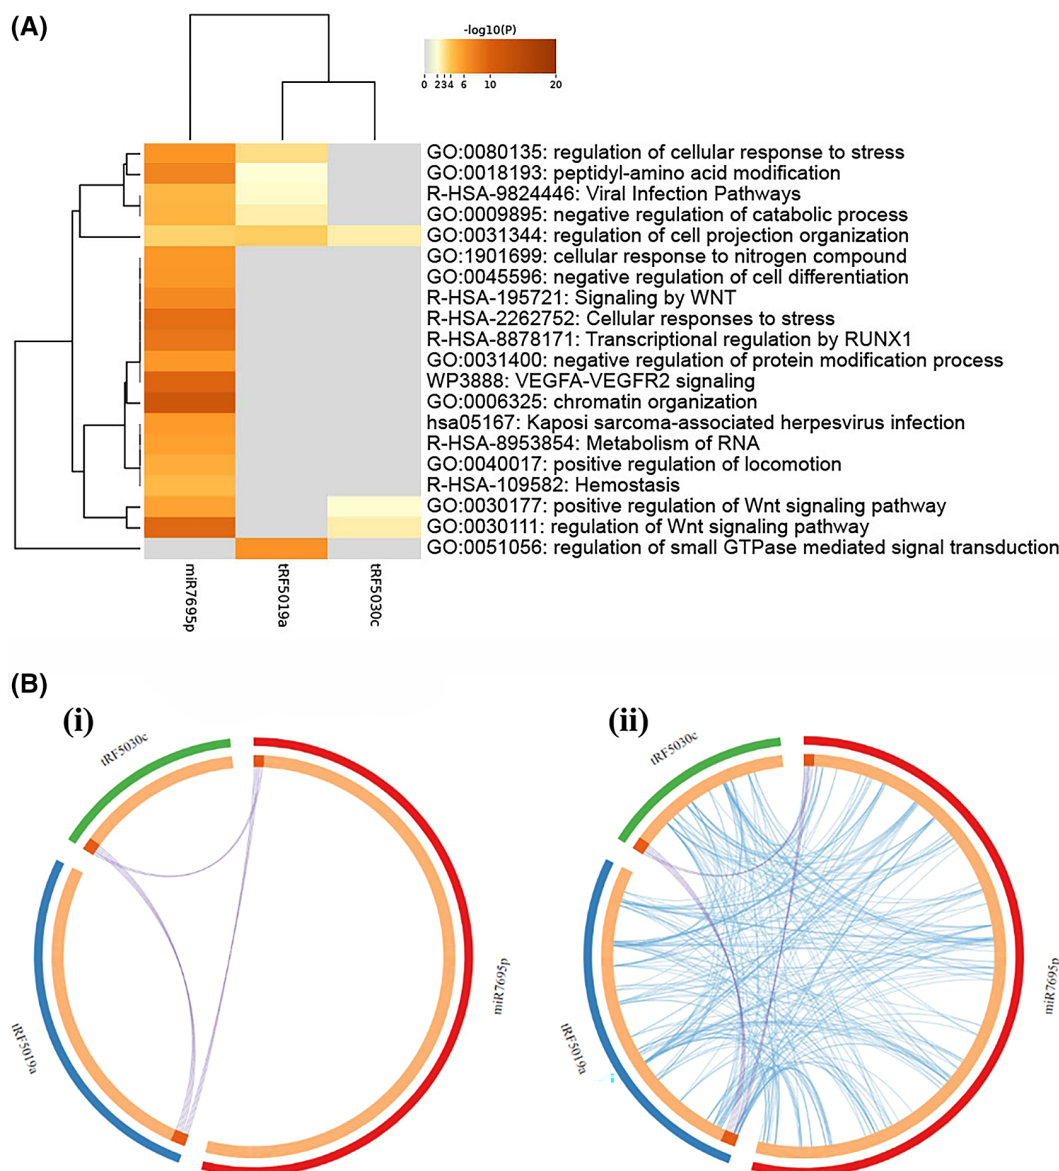 (A)
-log10(P)
0 2 3 4 6 10 20
GO:0080135: regulation of cellular response to stress
GO:0018193: peptidyl-amino acid modification
R-HSA-9824446: Viral Infection Pathways
GO:0009895: negative regulation of catabolic process
GO:0031344: regulation of cell projection organization
GO:1901699: cellular response to nitrogen compound
GO:0045596: negative regulation of cell differentiation
R-HSA-195721: Signaling by WNT
R-HSA-2262752: Cellular responses to stress
R-HSA-8878171: Transcriptional regulation by RUNX1
GO:0031400: negative regulation of protein modification process
WP3888: VEGFA-VEGFR2 signaling
GO:0006325: chromatin organization
hsa05167: Kaposi sarcoma-associated herpesvirus infection
R-HSA-8953854: Metabolism of RNA
GO:0040017: positive regulation of locomotion
R-HSA-109582: Hemostasis
GO:0030177: positive regulation of Wnt signaling pathway
GO:0030111: regulation of Wnt signaling pathway
GO:0051056: regulation of small GTPase mediated signal transduction
miR7695p
tRF5019a
tRF5030c
(B)
(i)
tRF5030c
miR7695p
tRF5019a
(ii)
tRF5030c
miR7695p
tRF5019a